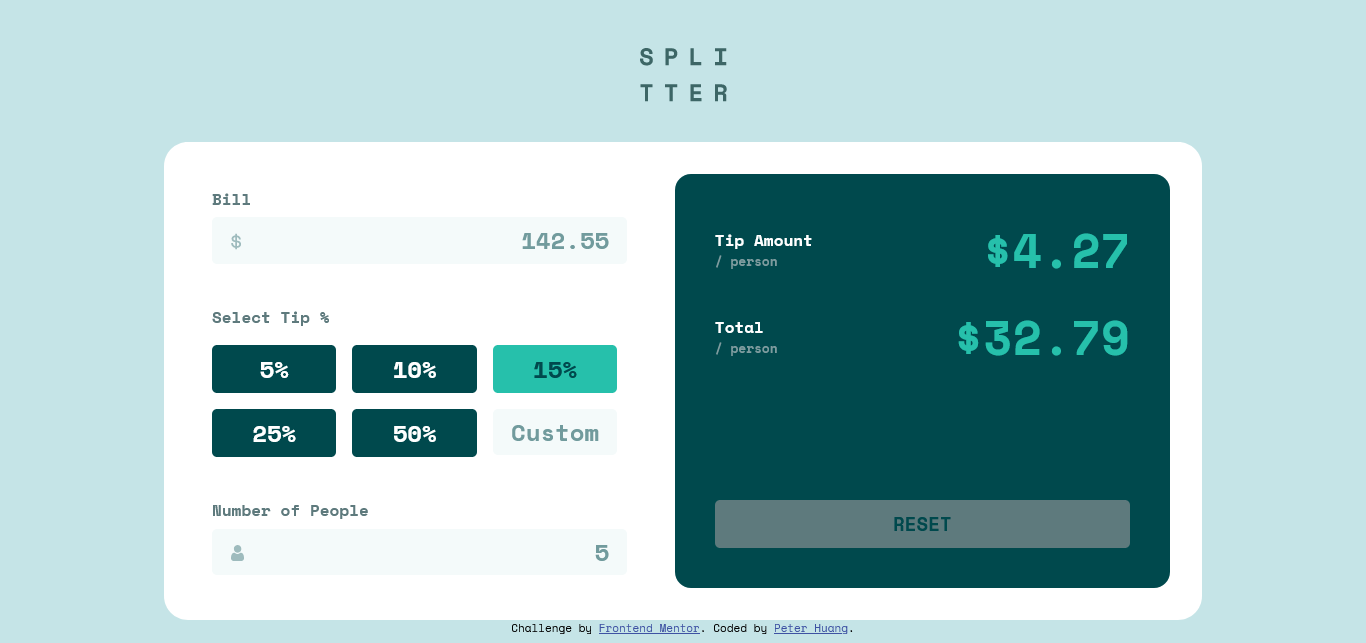 SPLI
TTER
Bill
$
142.55
Select Tip %
5%
10%
15%
25%
50%
Custom
Number of People
5
Tip Amount
/ person
$4.27
Total
/ person
$32.79
RESET
Challenge by Frontend Mentor. Coded by Peter Huang.